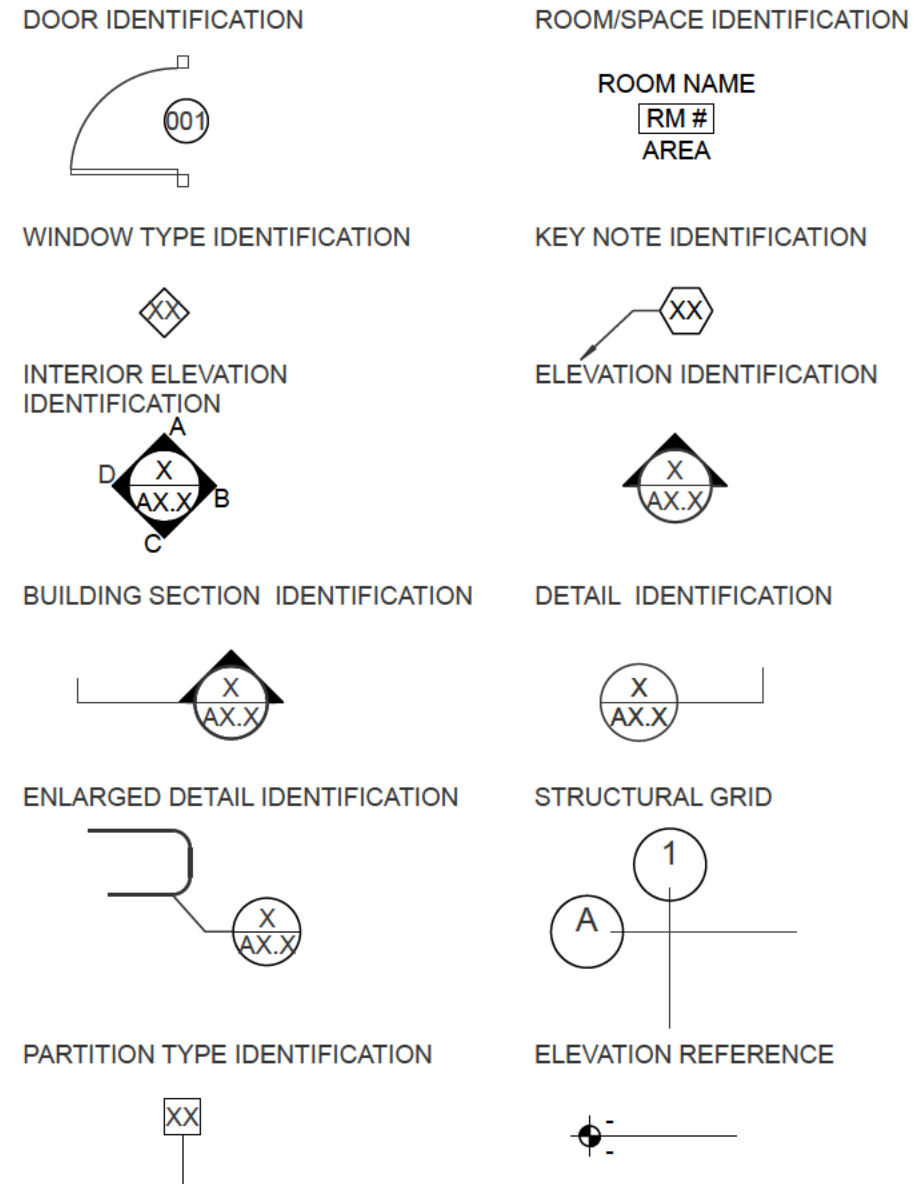 DOOR IDENTIFICATION
001
ROOM/SPACE IDENTIFICATION
ROOM NAME
RM #
AREA
WINDOW TYPE IDENTIFICATION
XX
KEY NOTE IDENTIFICATION
XX
INTERIOR ELEVATION
IDENTIFICATION
A
D
X
AX.X
B
C
ELEVATION IDENTIFICATION
X
AX.X
BUILDING SECTION IDENTIFICATION
X
AX.X
DETAIL IDENTIFICATION
X
AX.X
ENLARGED DETAIL IDENTIFICATION
X
AX.X
STRUCTURAL GRID
1
A
PARTITION TYPE IDENTIFICATION
XX
ELEVATION REFERENCE
-
-